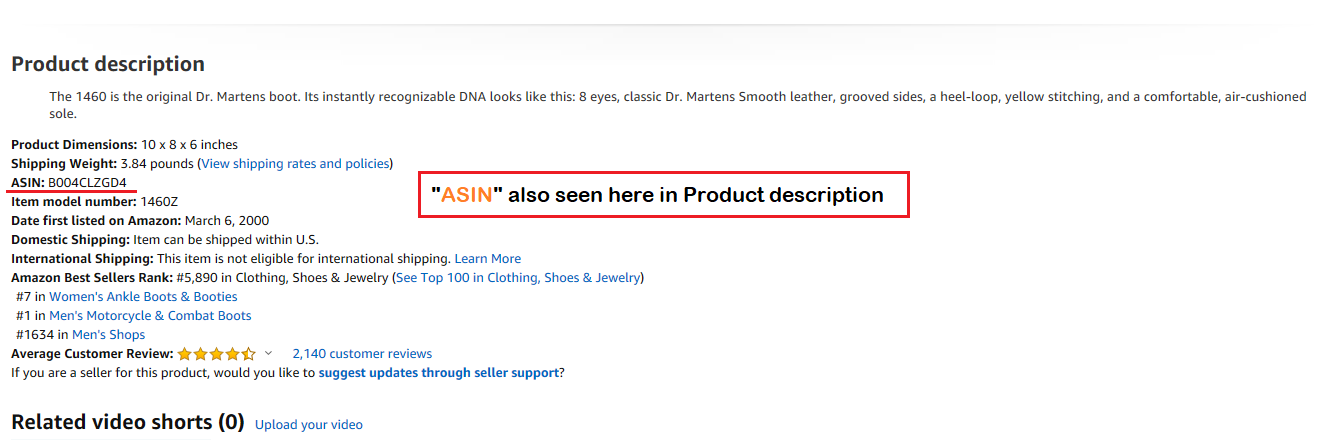 Product description
The 1460 is the original Dr. Martens boot. Its instantly recognizable DNA looks like this: 8 eyes, classic Dr. Martens Smooth leather, grooved sides, a heel-loop, yellow stitching, and a comfortable, air-cushioned
sole.
Product Dimensions: 10 x 8 x 6 inches
Shipping Weight: 3.84 pounds (View shipping rates and policies)
ASIN: B004CLZGD4
"ASIN" also seen here in Product description
Item model number: 1460Z
Date first listed on Amazon: March 6, 2000
Domestic Shipping: Item can be shipped within U.S.
International Shipping: This item is not eligible for international shipping. Learn More
Amazon Best Sellers Rank: #5,890 in Clothing, Shoes & Jewelry (See Top 100 in Clothing, Shoes & Jewelry)
#7 in Women's Ankle Boots & Booties
#1 in Men's Motorcycle & Combat Boots
#1634 in Men's Shops
Average Customer Review: 2,140 customer reviews
If you are a seller for this product, would you like to suggest updates through seller support?
Related video shorts (0) Upload your video